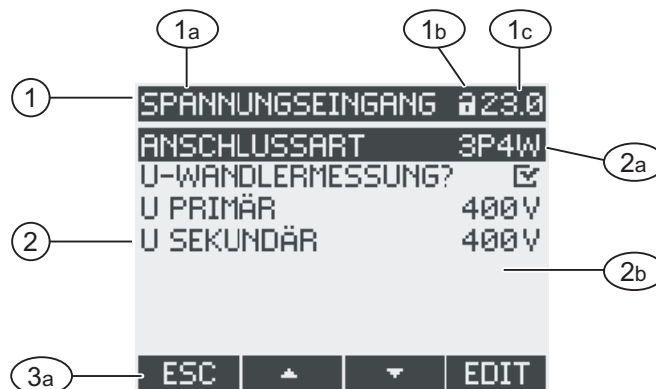 1a 1b 1c
1 SPANNUNGSEINGANG 23.0
ANSCHLUSSART 3P4W
2a
U-WANDLERMESSUNG?
U PRIMÄR 400V
2 U SEKUNDÄR 400V
2b
3a ESC EDIT